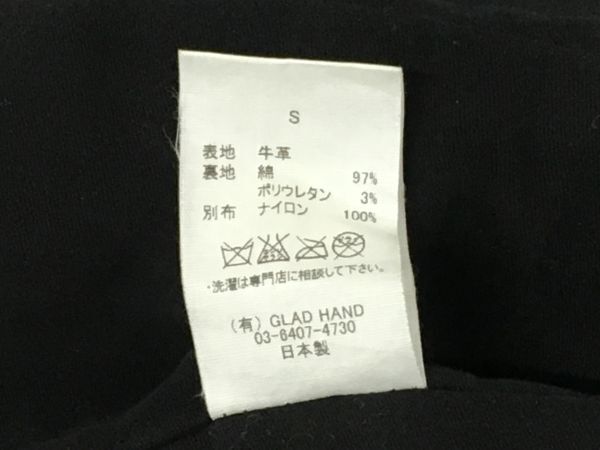 S
表地 牛革
裏地 綿 97%
ポリウレタン 3%
別布 ナイロン 100%
・洗濯は専門店に相談して下さい。
(有) GLAD HAND
03-6407-4730
日本製